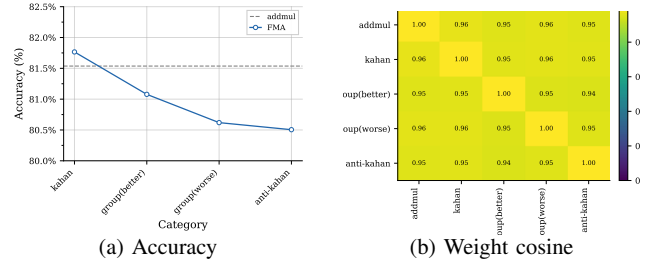 82.5%
82.0%
81.5%
81.0%
80.5%
80.0%
Accuracy (%)
addmul
FMA
kahan
group(better)
group(worse)
anti-kahan
Category
(a) Accuracy
addmul 1.00 0.96 0.95 0.96 0.95
kahan 0.96 1.00 0.95 0.96 0.95
oup(better) 0.95 0.95 1.00 0.95 0.94
oup(worse) 0.96 0.96 0.95 1.00 0.95
anti-kahan 0.95 0.95 0.94 0.95 1.00
addmul
kahan
oup(better)
oup(worse)
anti-kahan
0
0
0
0
0
(b) Weight cosine